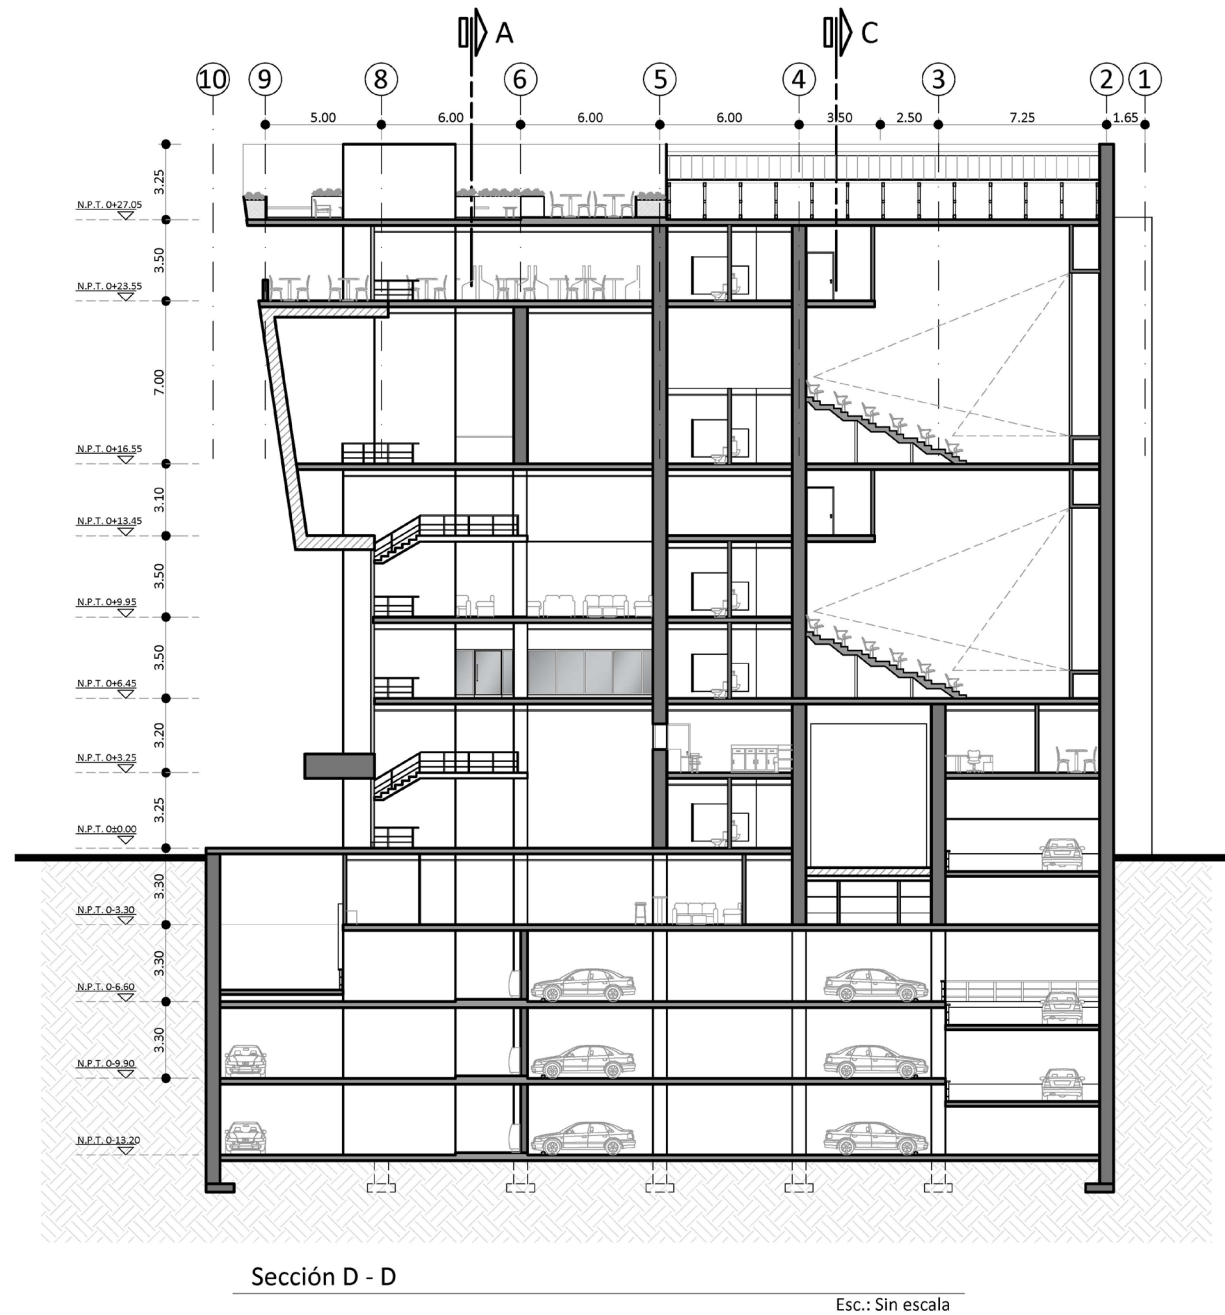 A
C
10
9
8
6
5
4
3
2
1
5.00
6.00
6.00
6.00
3.50
2.50
7.25
1.65
3.25
N.P.T. 0+27.05
3.50
N.P.T. 0+23.55
7.00
N.P.T. 0+16.55
3.10
N.P.T. 0+13.45
3.50
N.P.T. 0+9.95
3.50
N.P.T. 0+6.45
3.20
N.P.T. 0+3.25
3.25
N.P.T. 0±0.00
3.30
N.P.T. 0-3.30
3.30
N.P.T. 0-6.60
3.30
N.P.T. 0-9.90
N.P.T. 0-13.20
Sección D - D
Esc.: Sin escala